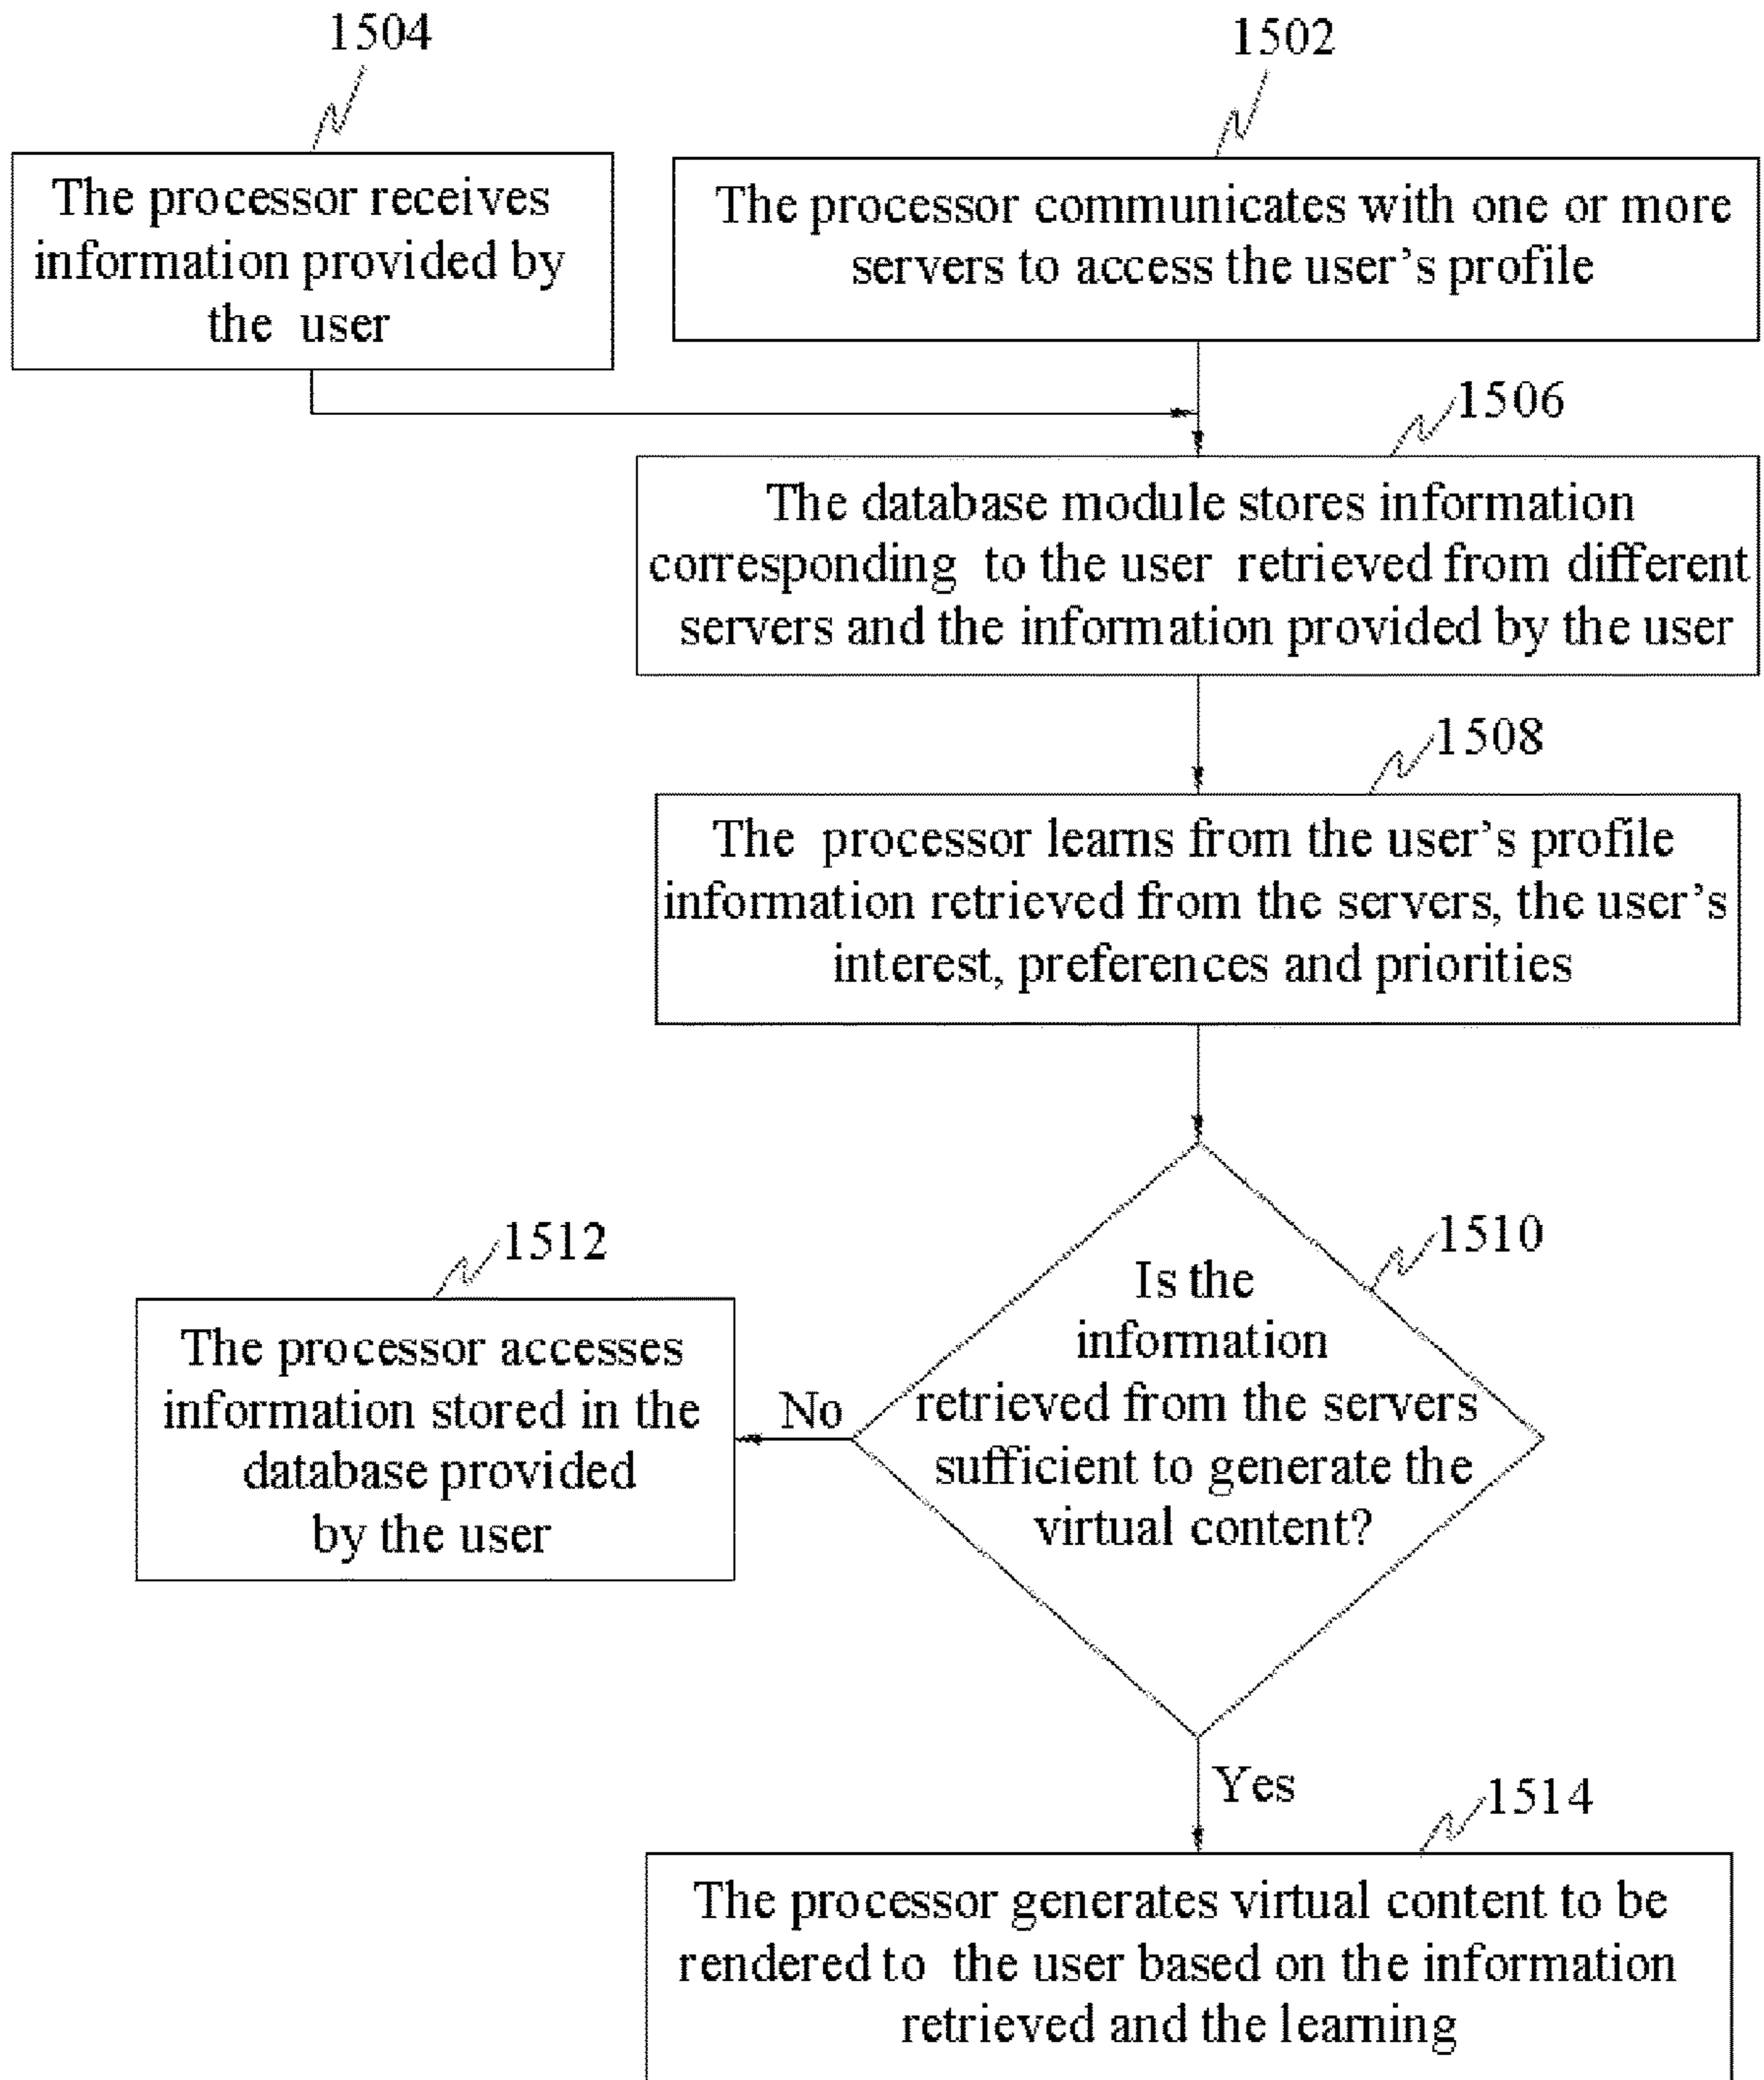 1504
The processor receives
information provided by
the user
1502
The processor communicates with one or more
servers to access the user's profile
1506
The database module stores information
corresponding to the user retrieved from different
servers and the information provided by the user
1508
The processor learns from the user's profile
information retrieved from the servers, the user's
interest, preferences and priorities
1510
Is the
information
retrieved from the servers
sufficient to generate the
virtual content?
No
1512
The processor accesses
information stored in the
database provided
by the user
Yes
1514
The processor generates virtual content to be
rendered to the user based on the information
retrieved and the learning